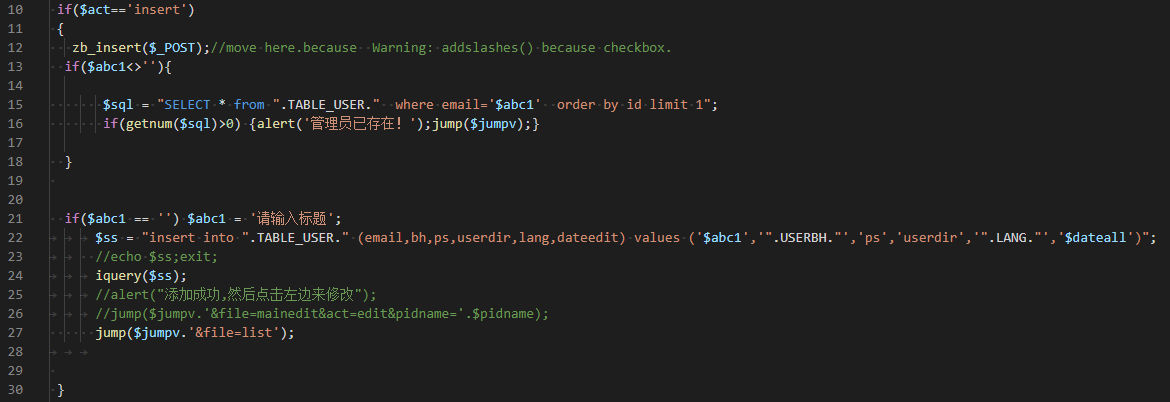 10 if($act=='insert')
11 {
12 zb_insert($_POST);//move here.because  Warning: addslashes() because checkbox.
13 if($abc1<>''){
14
15 $sql = "SELECT * from ".TABLE_USER."  where email='$abc1'  order by id limit 1";
16 if(getnum($sql)>0) {alert('管理员已存在！');jump($jumpv);}
17
18 }
19
20
21 if($abc1 == '') $abc1 = '请输入标题';
22 $ss = "insert into ".TABLE_USER." (email,bh,ps,userdir,lang,dateedit) values ('$abc1','".USERBH."','ps','userdir','".LANG."','$dateall')";
23 //echo $ss;exit;
24 iquery($ss);
25 //alert("添加成功,然后点击左边来修改");
26 //jump($jumpv.'&file=mainedit&act=edit&pidname='.$pidname);
27 jump($jumpv.'&file=list');
28
29
30 }